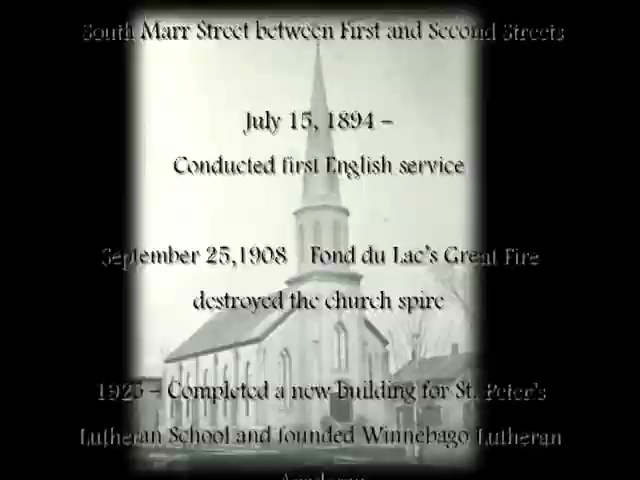 South Marr Street between First and Second Streets
July 15, 1894 –
Conducted first English service
September 25,1908 Fond du Lac's Great Fire
destroyed the church spire
1925 – Completed a new building for St. Peter's
Lutheran School and founded Winnebago Lutheran
Academy